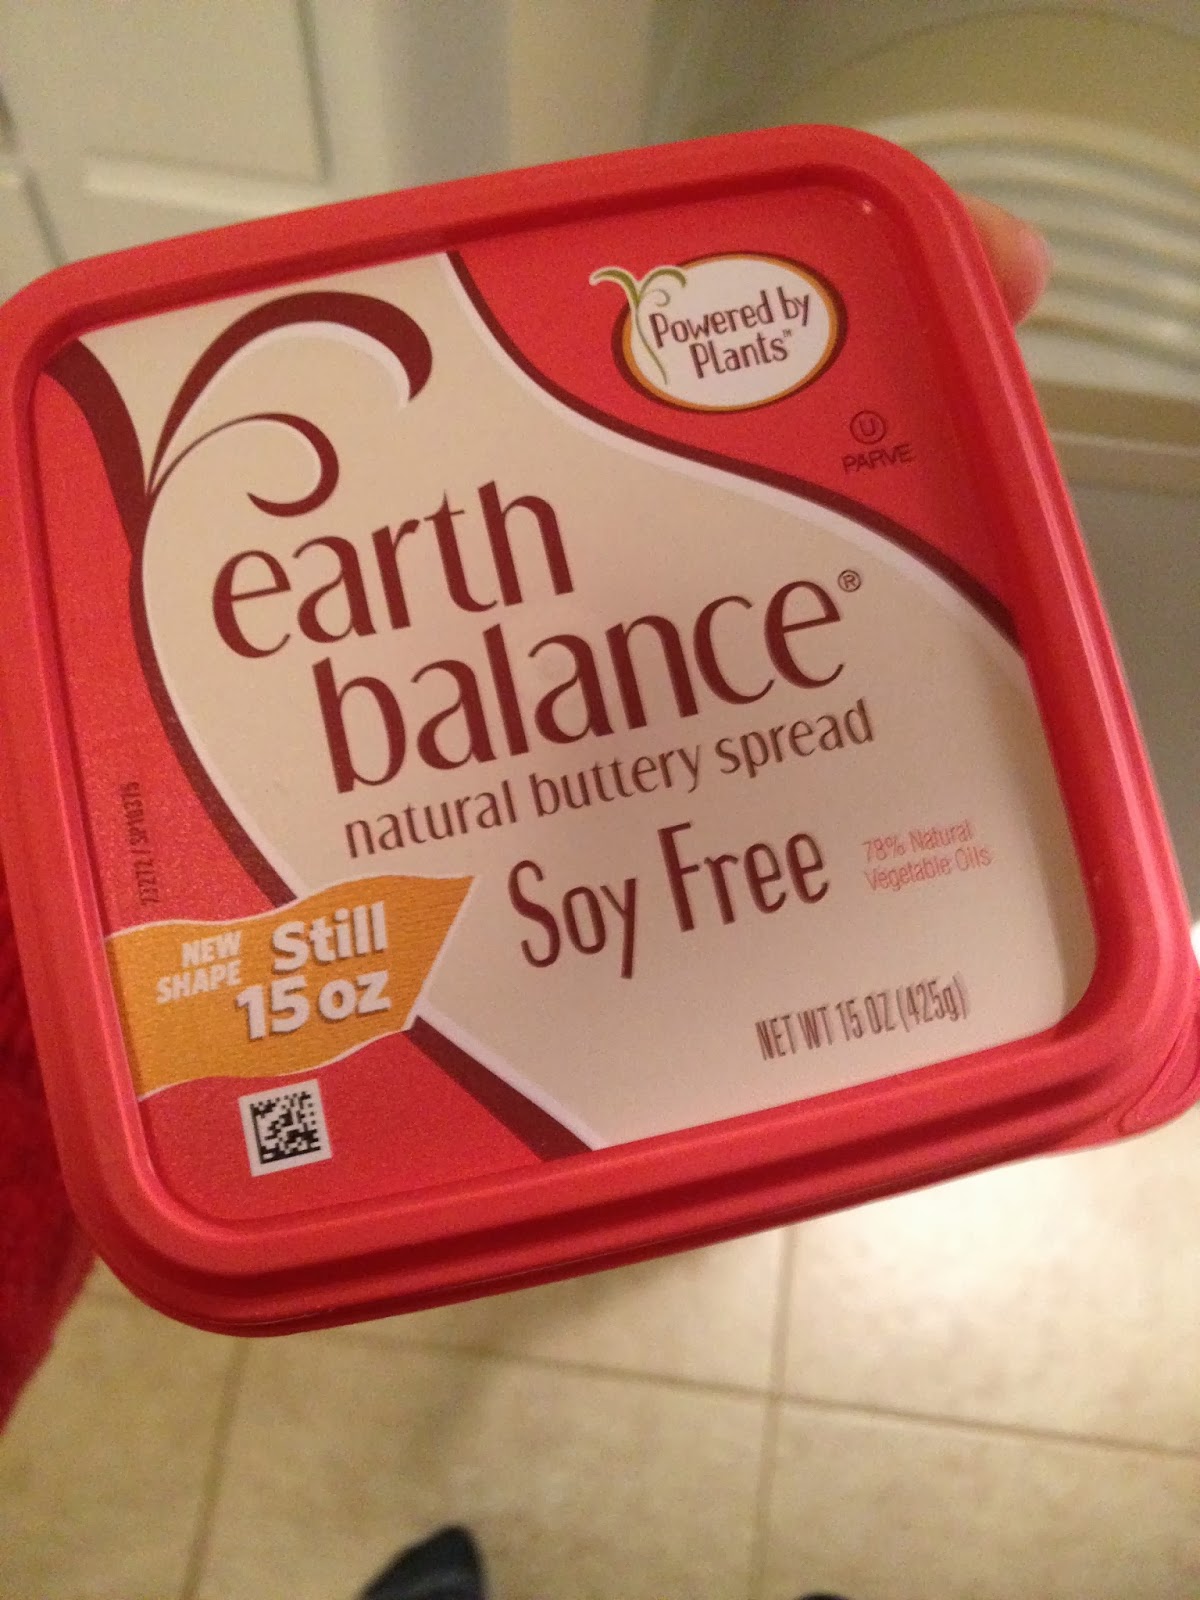 Powered by
Plants™
U
PARVE
earth
balance®
natural buttery spread
Soy Free
78% Natural
Vegetable Oils
NEW
SHAPE
Still
15 oz
NET WT 15 OZ (425g)